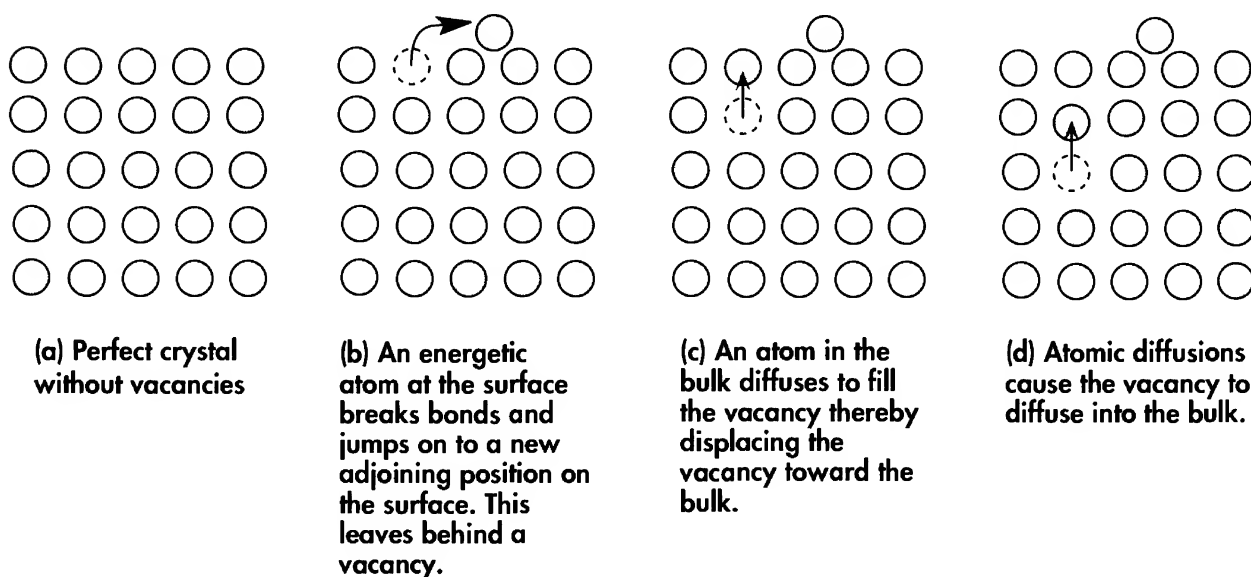 (a) Perfect crystal
without vacancies
(b) An energetic
atom at the surface
breaks bonds and
jumps on to a new
adjoining position on
the surface. This
leaves behind a
vacancy.
(c) An atom in the
bulk diffuses to fill
the vacancy thereby
displacing the
vacancy toward the
bulk.
(d) Atomic diffusions
cause the vacancy to
diffuse into the bulk.